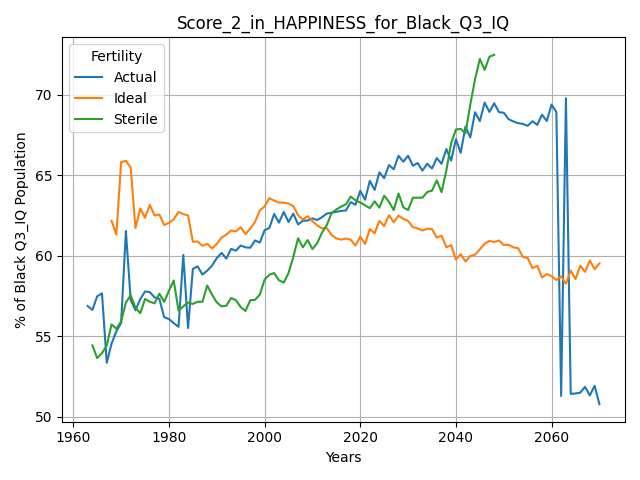 Score_2_in_HAPPINESS_for_Black_Q3_IQ
Fertility
Actual
Ideal
Sterile
% of Black Q3_IQ Population
70
65
60
55
50
1960
1980
2000
2020
2040
2060
Years